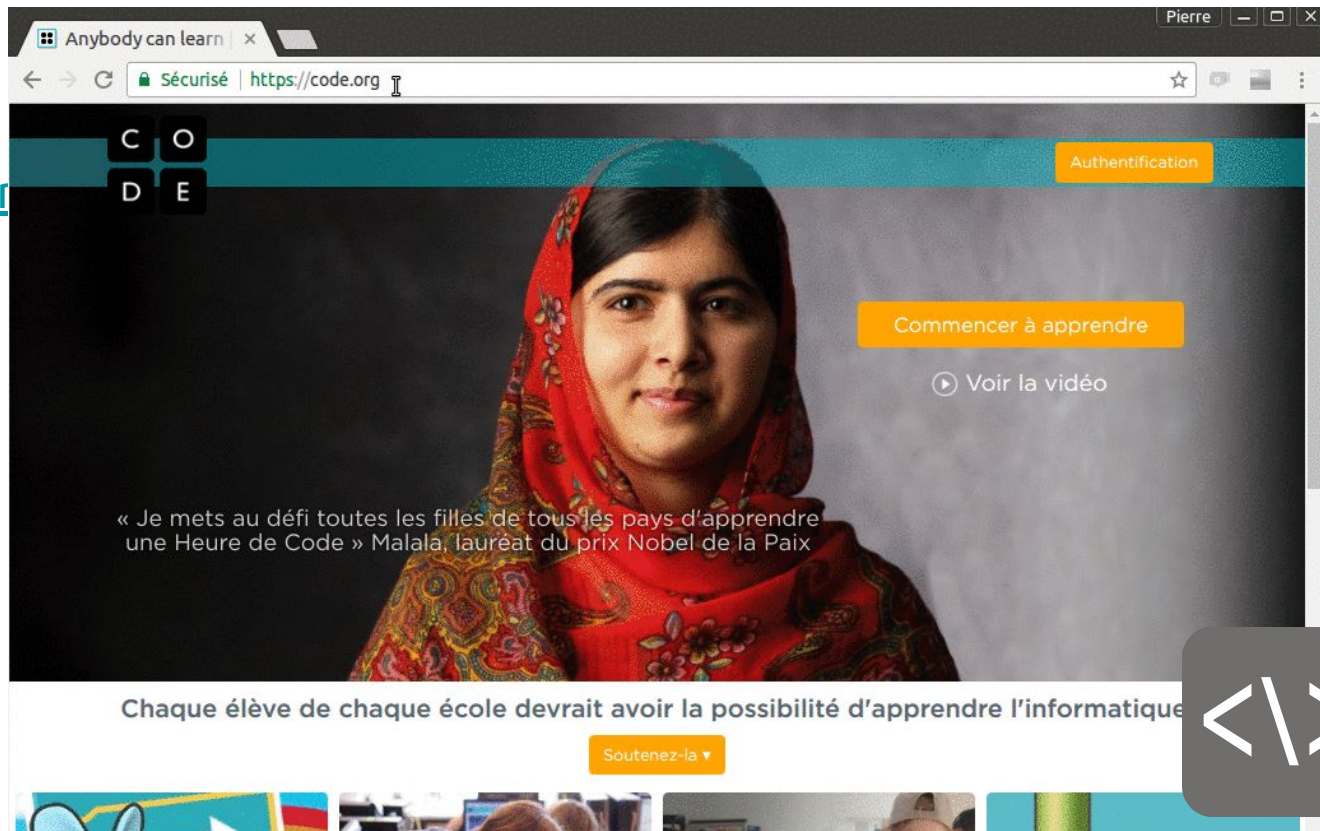 Pierre
Anybody can learn
Sécurisé | https://code.org
C O
D E
Authentification
Commencer à apprendre
Voir la vidéo
« Je mets au défi toutes les filles de tous les pays d'apprendre
une Heure de Code » Malala, lauréat du prix Nobel de la Paix
Chaque élève de chaque école devrait avoir la possibilité d'apprendre l'informatique
Soutenez-la ▾
<\>